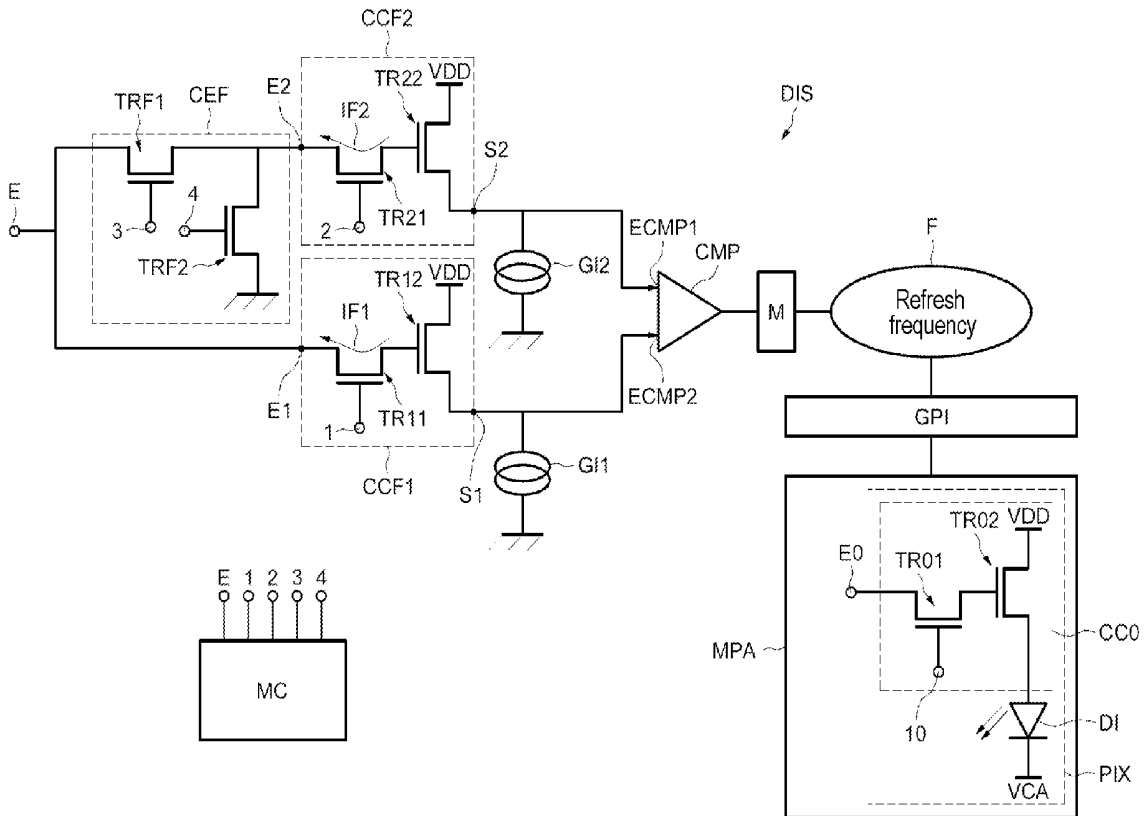 CCF2
VDD
TR22
CEF
E2
DIS
TRF1
IF2
S2
E
4
3
2
TR21
ECMP1
CMP
F
TRF2
VDD
TR12
GI2
M
Refresh
frequency
IF1
E1
TR11
ECMP2
1
GPI
CCF1
S1
GI1
TR02
VDD
E0
TR01
E 1 2 3 4
CC0
MPA
MC
10
DI
VCA
PIX